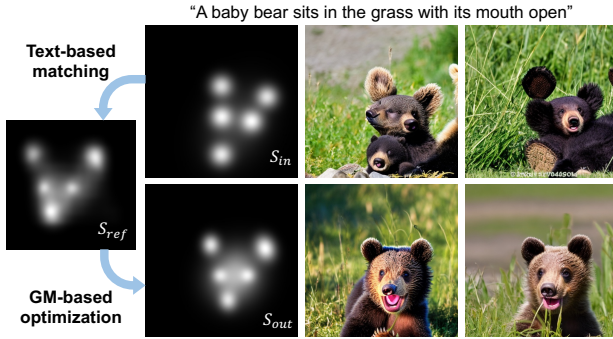 "A baby bear sits in the grass with its mouth open"
Text-based
matching
S_in
S_ref
GM-based
optimization
S_out